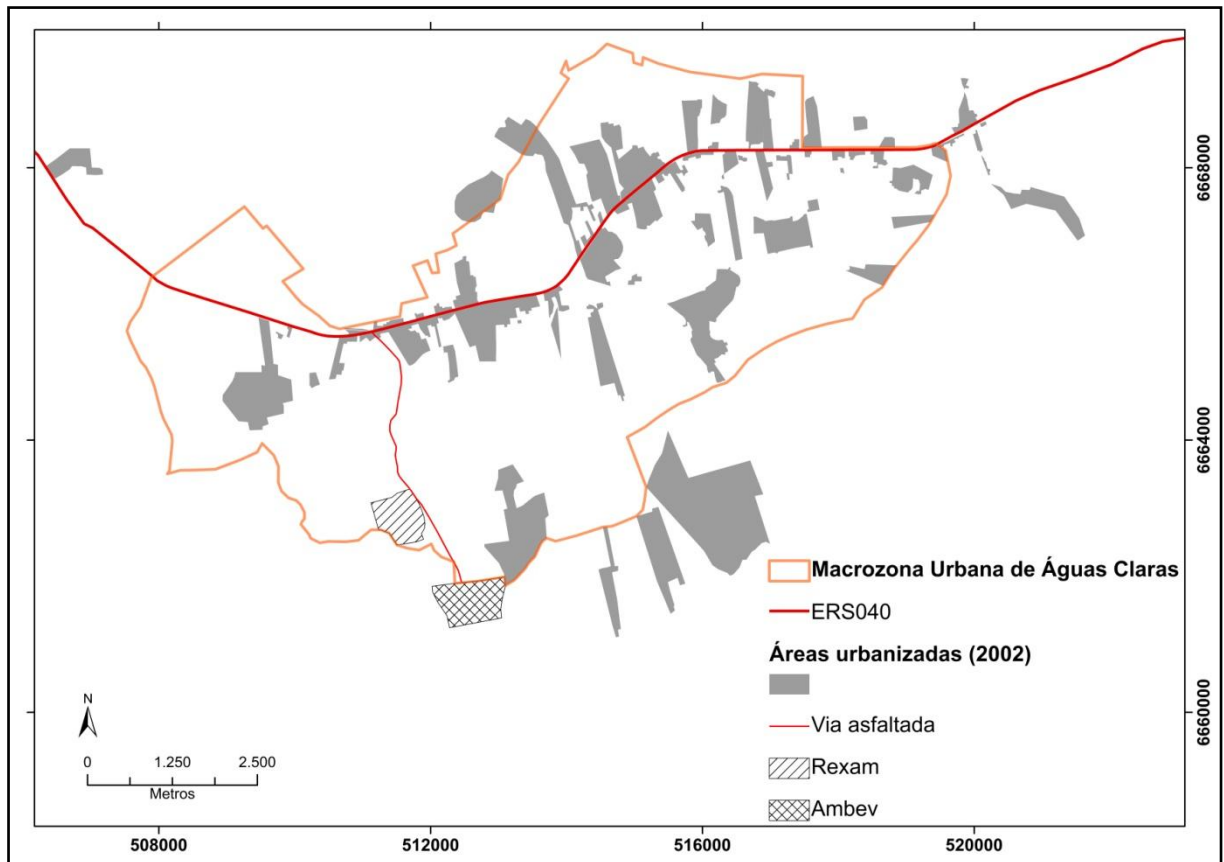 6668000
6664000
Macrozona Urbana de Águas Claras
ERS040
Áreas urbanizadas (2002)
Via asfaltada
Rexam
Ambev
6660000
N
0 1.250 2.500
Metros
508000 512000 516000 520000